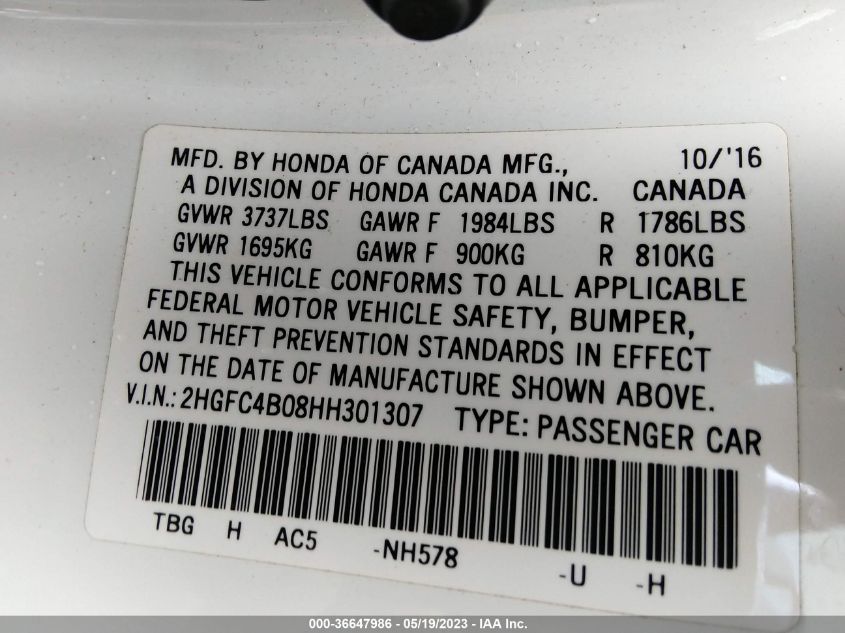 MFD. BY HONDA OF CANADA MFG., 10/'16
A DIVISION OF HONDA CANADA INC. CANADA
GVWR 3737LBS GAWR F 1984LBS R 1786LBS
GVWR 1695KG GAWR F 900KG R 810KG
THIS VEHICLE CONFORMS TO ALL APPLICABLE
FEDERAL MOTOR VEHICLE SAFETY, BUMPER,
AND THEFT PREVENTION STANDARDS IN EFFECT
ON THE DATE OF MANUFACTURE SHOWN ABOVE.
V.I.N.: 2HGFC4B08HH301307 TYPE: PASSENGER CAR
TBG H AC5 -NH578 -U -H
000-36647986 - 05/19/2023 - IAA Inc.